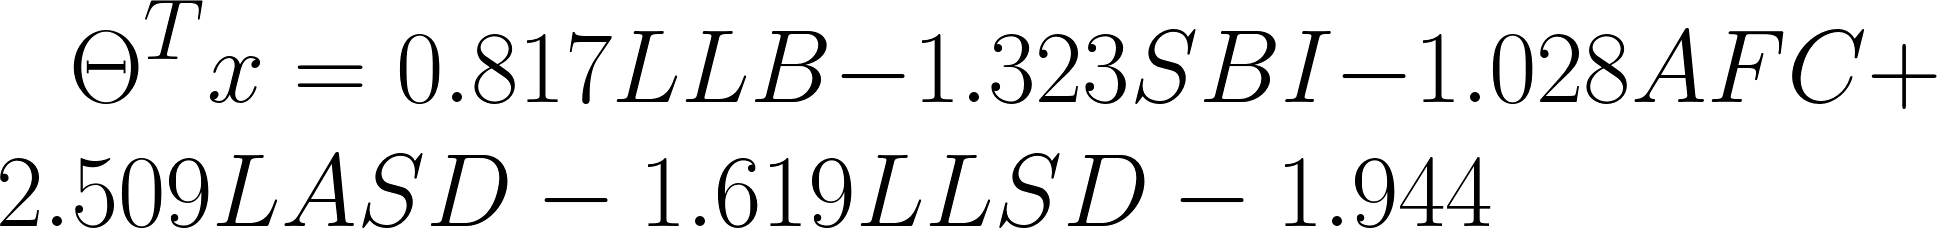 Θ^T x = 0.817LLB−1.323SBI−1.028AFC+
2.509LASD − 1.619LLSD − 1.944